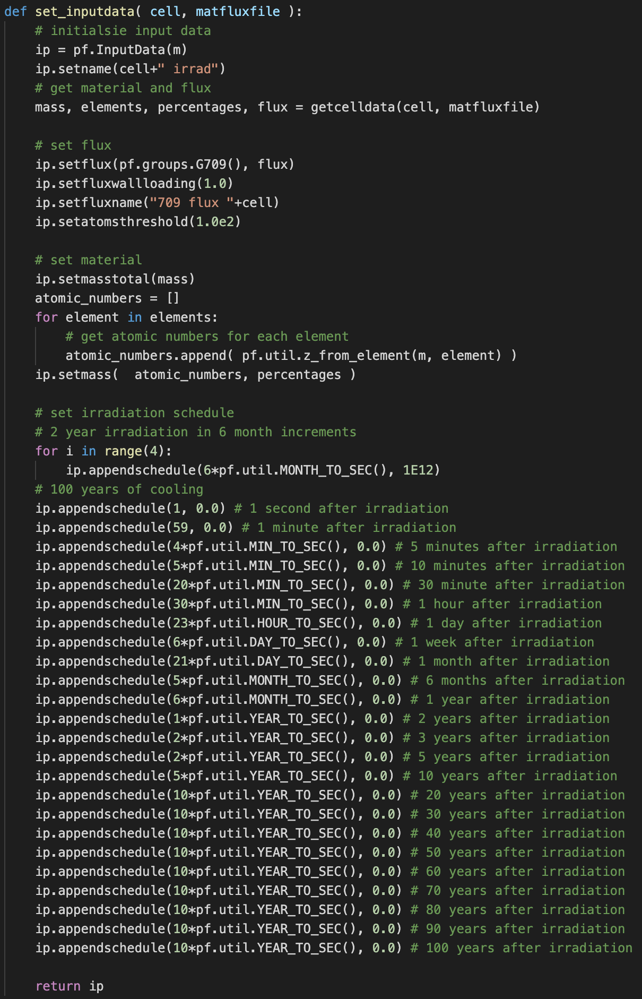 def set_inputdata( cell, matfluxfile ):
    # initialsie input data
    ip = pf.InputData(m)
    ip.setname(cell+" irrad")
    # get material and flux
    mass, elements, percentages, flux = getcelldata(cell, matfluxfile)

    # set flux
    ip.setflux(pf.groups.G709(), flux)
    ip.setfluxwallloading(1.0)
    ip.setfluxname("709 flux "+cell)
    ip.setatomsthreshold(1.0e2)

    # set material
    ip.setmasstotal(mass)
    atomic_numbers = []
    for element in elements:
        # get atomic numbers for each element
        atomic_numbers.append( pf.util.z_from_element(m, element) )
    ip.setmass(  atomic_numbers, percentages )

    # set irradiation schedule
    # 2 year irradiation in 6 month increments
    for i in range(4):
        ip.appendschedule(6*pf.util.MONTH_TO_SEC(), 1E12)
    # 100 years of cooling
    ip.appendschedule(1, 0.0) # 1 second after irradiation
    ip.appendschedule(59, 0.0) # 1 minute after irradiation
    ip.appendschedule(4*pf.util.MIN_TO_SEC(), 0.0) # 5 minutes after irradiation
    ip.appendschedule(5*pf.util.MIN_TO_SEC(), 0.0) # 10 minutes after irradiation
    ip.appendschedule(20*pf.util.MIN_TO_SEC(), 0.0) # 30 minute after irradiation
    ip.appendschedule(30*pf.util.MIN_TO_SEC(), 0.0) # 1 hour after irradiation
    ip.appendschedule(23*pf.util.HOUR_TO_SEC(), 0.0) # 1 day after irradiation
    ip.appendschedule(6*pf.util.DAY_TO_SEC(), 0.0) # 1 week after irradiation
    ip.appendschedule(21*pf.util.DAY_TO_SEC(), 0.0) # 1 month after irradiation
    ip.appendschedule(5*pf.util.MONTH_TO_SEC(), 0.0) # 6 months after irradiation
    ip.appendschedule(6*pf.util.MONTH_TO_SEC(), 0.0) # 1 year after irradiation
    ip.appendschedule(1*pf.util.YEAR_TO_SEC(), 0.0) # 2 years after irradiation
    ip.appendschedule(2*pf.util.YEAR_TO_SEC(), 0.0) # 3 years after irradiation
    ip.appendschedule(2*pf.util.YEAR_TO_SEC(), 0.0) # 5 years after irradiation
    ip.appendschedule(5*pf.util.YEAR_TO_SEC(), 0.0) # 10 years after irradiation
    ip.appendschedule(10*pf.util.YEAR_TO_SEC(), 0.0) # 20 years after irradiation
    ip.appendschedule(10*pf.util.YEAR_TO_SEC(), 0.0) # 30 years after irradiation
    ip.appendschedule(10*pf.util.YEAR_TO_SEC(), 0.0) # 40 years after irradiation
    ip.appendschedule(10*pf.util.YEAR_TO_SEC(), 0.0) # 50 years after irradiation
    ip.appendschedule(10*pf.util.YEAR_TO_SEC(), 0.0) # 60 years after irradiation
    ip.appendschedule(10*pf.util.YEAR_TO_SEC(), 0.0) # 70 years after irradiation
    ip.appendschedule(10*pf.util.YEAR_TO_SEC(), 0.0) # 80 years after irradiation
    ip.appendschedule(10*pf.util.YEAR_TO_SEC(), 0.0) # 90 years after irradiation
    ip.appendschedule(10*pf.util.YEAR_TO_SEC(), 0.0) # 100 years after irradiation

    return ip